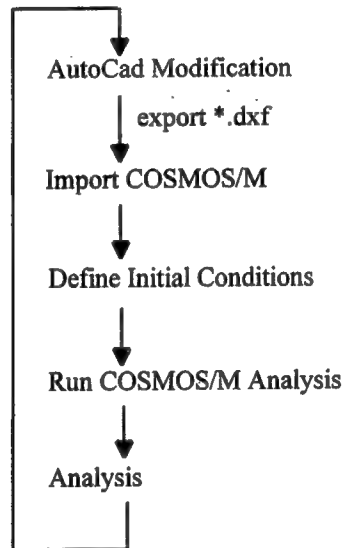 AutoCad Modification
export *.dxf
Import COSMOS/M
Define Initial Conditions
Run COSMOS/M Analysis
Analysis